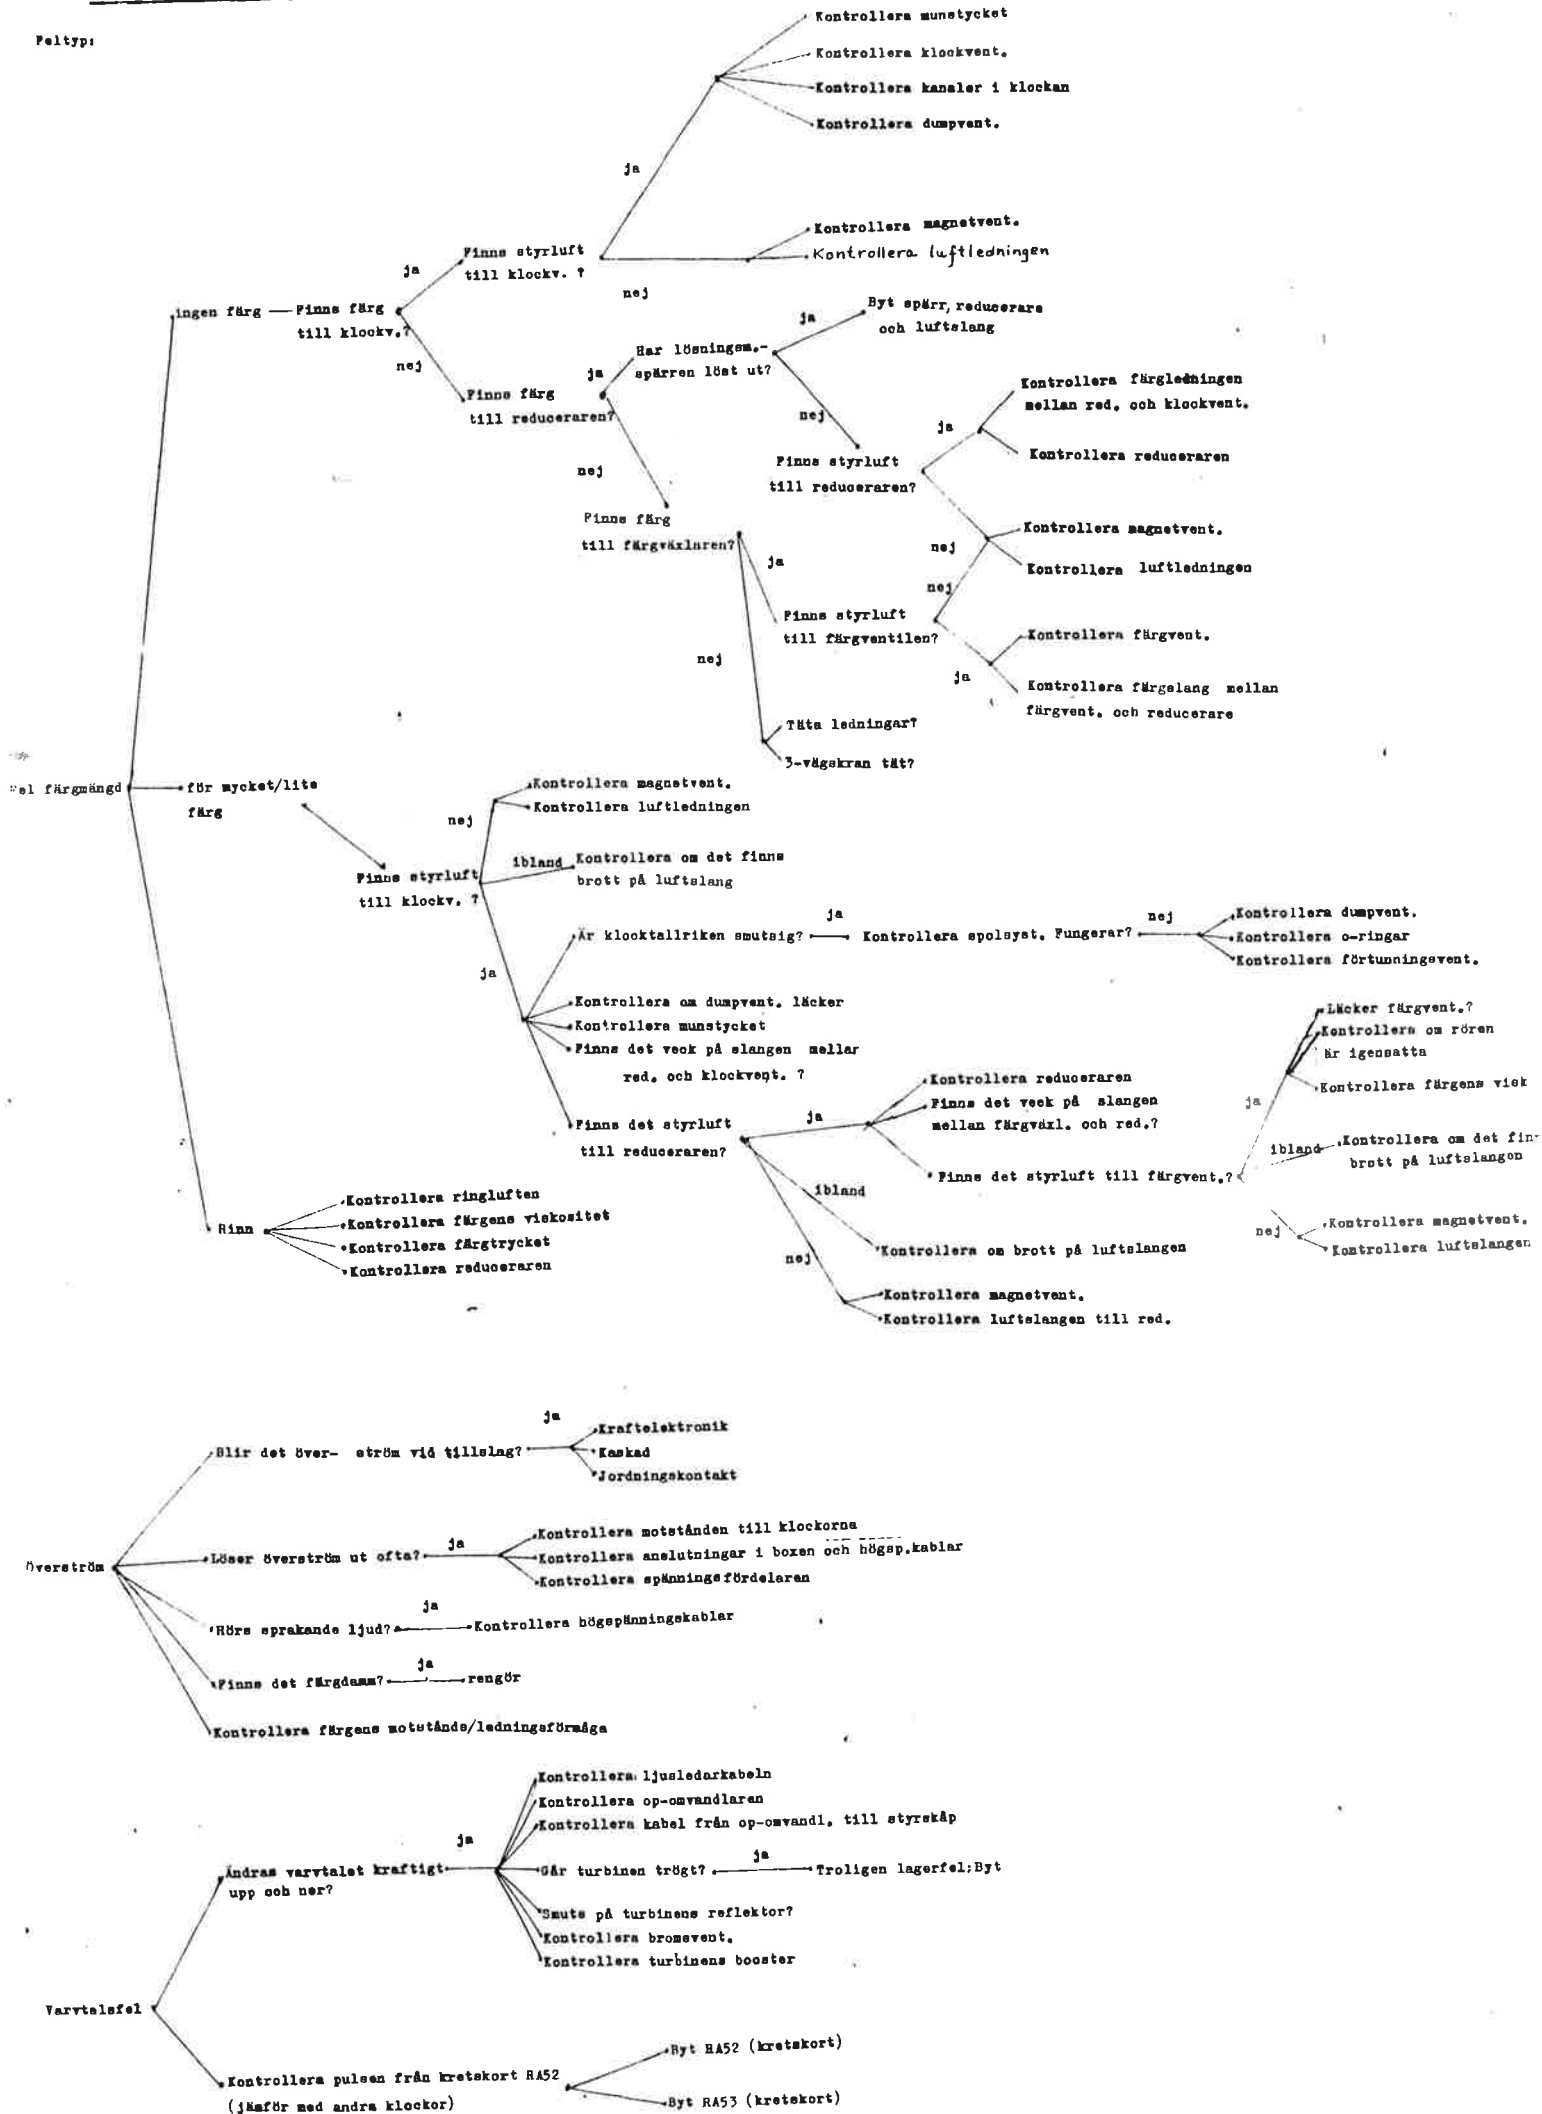 Feltyp:
Kontrollera munstycket
Kontrollera klockvent.
Kontrollera kanaler i klockan
Kontrollera dumpvent.
ja
Kontrollera magnetvent.
Kontrollera luftledningen
Finns styrluft
till klockv. ?
ja
nej
ingen färg
Finns färg
till klockv.?
nej
Byt spärr, reducerare
och luftslang
ja
Har lösningsm.-
spärren löst ut?
ja
Finns färg
till reduceraren?
nej
Kontrollera färgledningen
mellan red. och klockvent.
ja
Kontrollera reduceraren
Finns styrluft
till reduceraren?
nej
Finns färg
till färgväxlaren?
Kontrollera magnetvent.
nej
Kontrollera luftledningen
ja
nej
Finns styrluft
till färgventilen?
Kontrollera färgvent.
nej
ja
Kontrollera färgslang mellan
färgvent. och reducerare
Täta ledningar?
3-vägskran tät?
el färgmängd
för mycket/lite
färg
Kontrollera magnetvent.
Kontrollera luftledningen
nej
ibland
Kontrollera om det finns
brott på luftslang
Finns styrluft
till klockv. ?
Är klocktallriken smutsig?
ja
Kontrollera spolsyst. Fungerar?
nej
Kontrollera dumpvent.
Kontrollera o-ringar
Kontrollera förtunningsvent.
ja
Kontrollera om dumpvent. läcker
Kontrollera munstycket
Finns det veck på slangen mellar
red. och klockvent. ?
Läcker färgvent.?
Kontrollera om rören
är igensatta
Kontrollera färgens visk
Kontrollera reduceraren
Finns det veck på slangen
mellan färgväxl. och red.?
ja
ja
Finns det styrluft
till reduceraren?
ibland
Kontrollera om det fin
brott på luftslangen
Finns det styrluft till färgvent.?
ibland
nej
Kontrollera magnetvent.
Kontrollera luftslangen
Kontrollera om brott på luftslangen
nej
Kontrollera magnetvent.
Kontrollera luftslangen till red.
Rinn
Kontrollera ringluften
Kontrollera färgens viskositet
Kontrollera färgtrycket
Kontrollera reduceraren
Överström
Blir det över- ström vid tillslag?
ja
Kraftelektronik
Kaskad
Jordningskontakt
Löser överström ut ofta?
ja
Kontrollera motstånden till klockorna
Kontrollera anslutningar i boxen och högsp.kablar
Kontrollera spänningsfördelaren
Hörs sprakande ljud?
ja
Kontrollera högspänningskablar
Finns det färgdamm?
ja
rengör
Kontrollera färgens motstånds/ledningsförmåga
Kontrollera ljusledarkabeln
Kontrollera op-omvandlaren
Kontrollera kabel från op-omvandl. till styrskåp
Ändras varvtalet kraftigt
upp och ner?
ja
Går turbinen trögt?
ja
Troligen lagerfel;Byt
Smuts på turbinens reflektor?
Kontrollera bromsvent.
Kontrollera turbinens booster
Varvtalsfel
Kontrollera pulsen från kretskort RA52
(jämför med andra klockor)
Byt RA52 (kretskort)
Byt RA53 (kretskort)